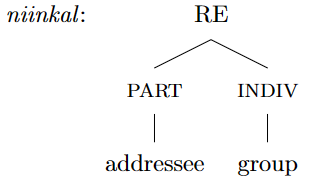 niinkal: RE
PART INDIV
addressee group